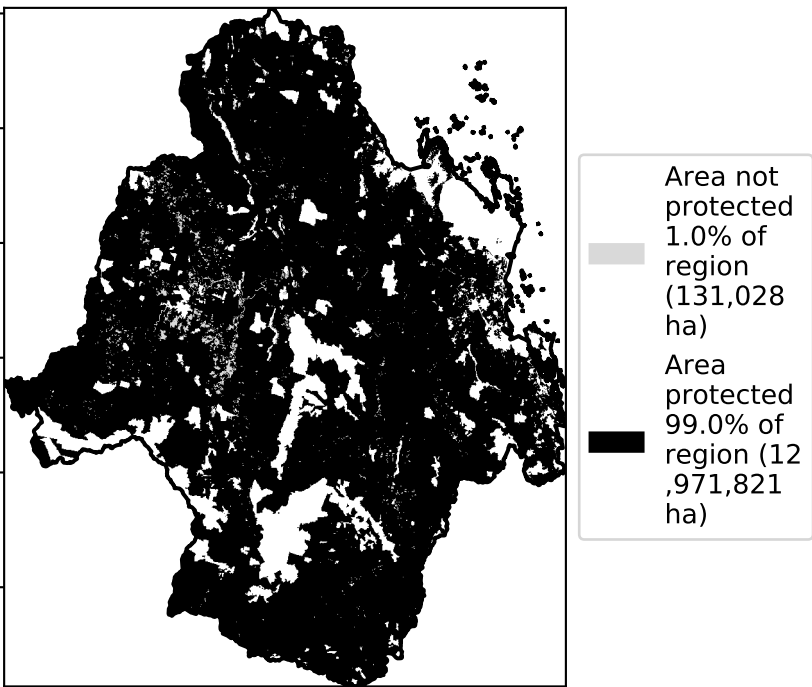 Area not
protected
1.0% of
region
(131,028
ha)
Area
protected
99.0% of
region (12
,971,821
ha)